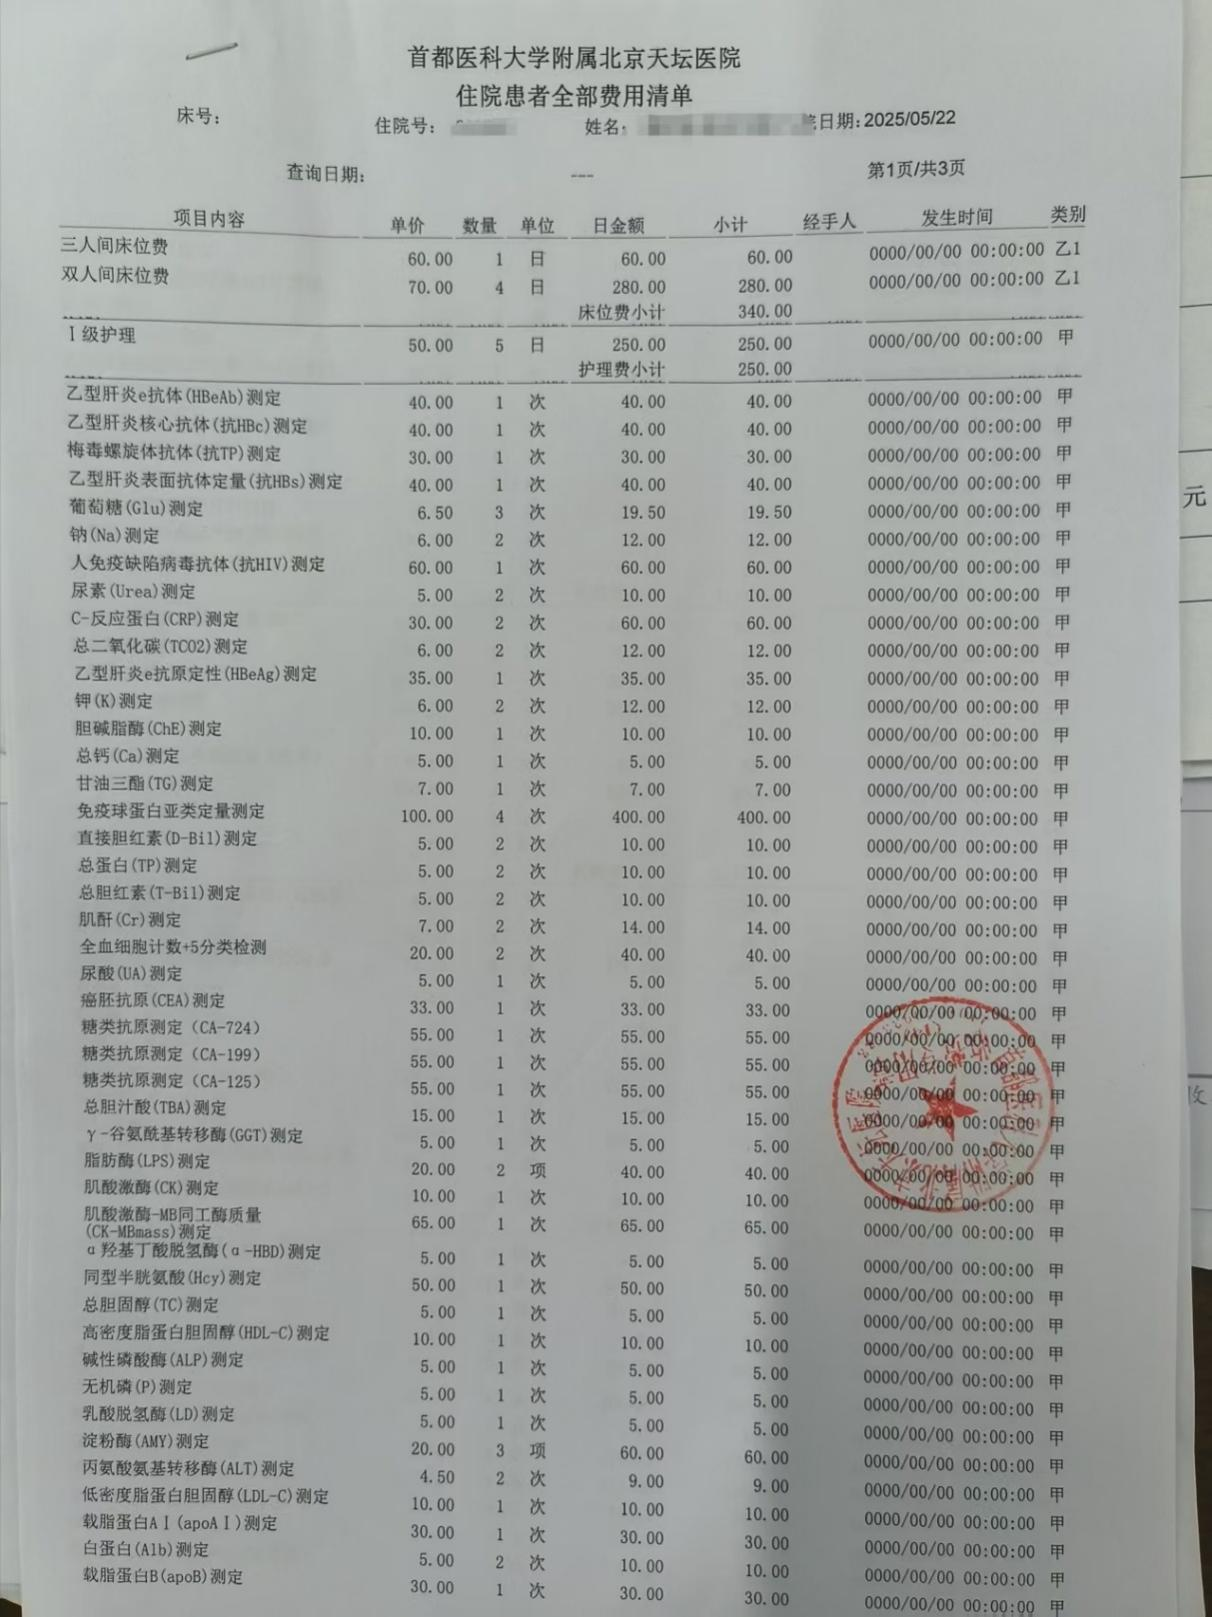 首都医科大学附属北京天坛医院
住院患者全部费用清单
床号: 住院号: 姓名: 院日期:2025/05/22
查询日期: --- 第1页/共3页
项目内容 单价 数量 单位 日金额 小计 经手人 发生时间 类别
三人间床位费 60.00 1 日 60.00 60.00 0000/00/00 00:00:00 乙1
双人间床位费 70.00 4 日 280.00 280.00 0000/00/00 00:00:00 乙1
床位费小计 340.00
Ⅰ级护理 50.00 5 日 250.00 250.00 0000/00/00 00:00:00 甲
护理费小计 250.00
乙型肝炎e抗体(HBeAb)测定 40.00 1 次 40.00 40.00 0000/00/00 00:00:00 甲
乙型肝炎核心抗体(抗HBc)测定 40.00 1 次 40.00 40.00 0000/00/00 00:00:00 甲
梅毒螺旋体抗体(抗TP)测定 30.00 1 次 30.00 30.00 0000/00/00 00:00:00 甲
乙型肝炎表面抗体定量(抗HBs)测定 40.00 1 次 40.00 40.00 0000/00/00 00:00:00 甲
葡萄糖(Glu)测定 6.50 3 次 19.50 19.50 0000/00/00 00:00:00 甲
钠(Na)测定 6.00 2 次 12.00 12.00 0000/00/00 00:00:00 甲
人免疫缺陷病毒抗体(抗HIV)测定 60.00 1 次 60.00 60.00 0000/00/00 00:00:00 甲
尿素(Urea)测定 5.00 2 次 10.00 10.00 0000/00/00 00:00:00 甲
C-反应蛋白(CRP)测定 30.00 2 次 60.00 60.00 0000/00/00 00:00:00 甲
总二氧化碳(TCO2)测定 6.00 2 次 12.00 12.00 0000/00/00 00:00:00 甲
乙型肝炎e抗原定性(HBeAg)测定 35.00 1 次 35.00 35.00 0000/00/00 00:00:00 甲
钾(K)测定 6.00 2 次 12.00 12.00 0000/00/00 00:00:00 甲
胆碱脂酶(ChE)测定 10.00 1 次 10.00 10.00 0000/00/00 00:00:00 甲
总钙(Ca)测定 5.00 1 次 5.00 5.00 0000/00/00 00:00:00 甲
甘油三酯(TG)测定 7.00 1 次 7.00 7.00 0000/00/00 00:00:00 甲
免疫球蛋白亚类定量测定 100.00 4 次 400.00 400.00 0000/00/00 00:00:00 甲
直接胆红素(D-Bil)测定 5.00 2 次 10.00 10.00 0000/00/00 00:00:00 甲
总蛋白(TP)测定 5.00 2 次 10.00 10.00 0000/00/00 00:00:00 甲
总胆红素(T-Bil)测定 5.00 2 次 10.00 10.00 0000/00/00 00:00:00 甲
肌酐(Cr)测定 7.00 2 次 14.00 14.00 0000/00/00 00:00:00 甲
全血细胞计数+5分类检测 20.00 2 次 40.00 40.00 0000/00/00 00:00:00 甲
尿酸(UA)测定 5.00 1 次 5.00 5.00 0000/00/00 00:00:00 甲
癌胚抗原(CEA)测定 33.00 1 次 33.00 33.00 0000/00/00 00:00:00 甲
糖类抗原测定（CA-724） 55.00 1 次 55.00 55.00 0000/00/00 00:00:00 甲
糖类抗原测定（CA-199） 55.00 1 次 55.00 55.00 0000/00/00 00:00:00 甲
糖类抗原测定（CA-125） 55.00 1 次 55.00 55.00 0000/00/00 00:00:00 甲
总胆汁酸(TBA)测定 15.00 1 次 15.00 15.00 0000/00/00 00:00:00 甲
γ-谷氨酰基转移酶(GGT)测定 5.00 1 次 5.00 5.00 0000/00/00 00:00:00 甲
脂肪酶(LPS)测定 20.00 2 项 40.00 40.00 0000/00/00 00:00:00 甲
肌酸激酶(CK)测定 10.00 1 次 10.00 10.00 0000/00/00 00:00:00 甲
肌酸激酶-MB同工酶质量 65.00 1 次 65.00 65.00 0000/00/00 00:00:00 甲
(CK-MBmass)测定
α羟基丁酸脱氢酶(α-HBD)测定 5.00 1 次 5.00 5.00 0000/00/00 00:00:00 甲
同型半胱氨酸(Hcy)测定 50.00 1 次 50.00 50.00 0000/00/00 00:00:00 甲
总胆固醇(TC)测定 5.00 1 次 5.00 5.00 0000/00/00 00:00:00 甲
高密度脂蛋白胆固醇(HDL-C)测定 10.00 1 次 10.00 10.00 0000/00/00 00:00:00 甲
碱性磷酸酶(ALP)测定 5.00 1 次 5.00 5.00 0000/00/00 00:00:00 甲
无机磷(P)测定 5.00 1 次 5.00 5.00 0000/00/00 00:00:00 甲
乳酸脱氢酶(LD)测定 5.00 1 次 5.00 5.00 0000/00/00 00:00:00 甲
淀粉酶(AMY)测定 20.00 3 项 60.00 60.00 0000/00/00 00:00:00 甲
丙氨酸氨基转移酶(ALT)测定 4.50 2 次 9.00 9.00 0000/00/00 00:00:00 甲
低密度脂蛋白胆固醇(LDL-C)测定 10.00 1 次 10.00 10.00 0000/00/00 00:00:00 甲
载脂蛋白AⅠ(apoAⅠ)测定 30.00 1 次 30.00 30.00 0000/00/00 00:00:00 甲
白蛋白(Alb)测定 5.00 2 次 10.00 10.00 0000/00/00 00:00:00 甲
载脂蛋白B(apoB)测定 30.00 1 次 30.00 30.00 0000/00/00 00:00:00 甲
元